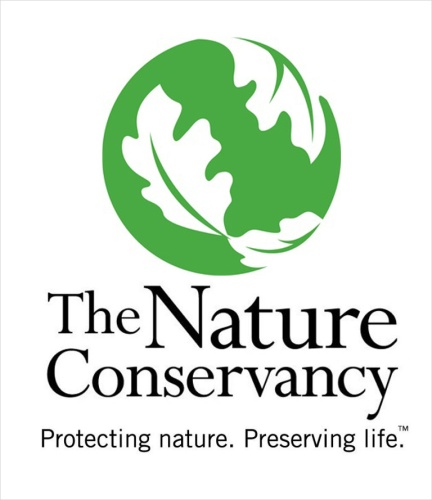 The Nature
Conservancy
Protecting nature. Preserving life.™